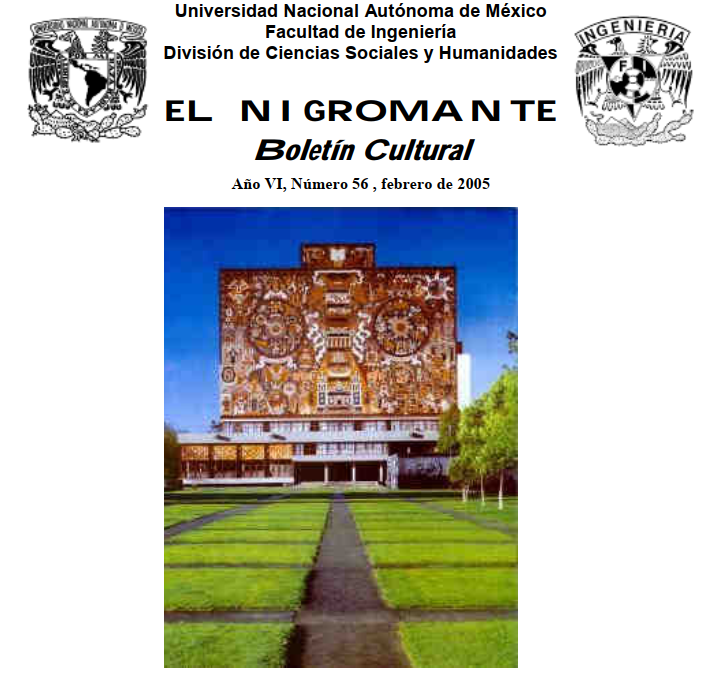 Universidad Nacional Autónoma de México
Facultad de Ingeniería
División de Ciencias Sociales y Humanidades
INGENIERIA
F I
EL NIGROMANTE
Boletín Cultural
Año VI, Número 56 , febrero de 2005